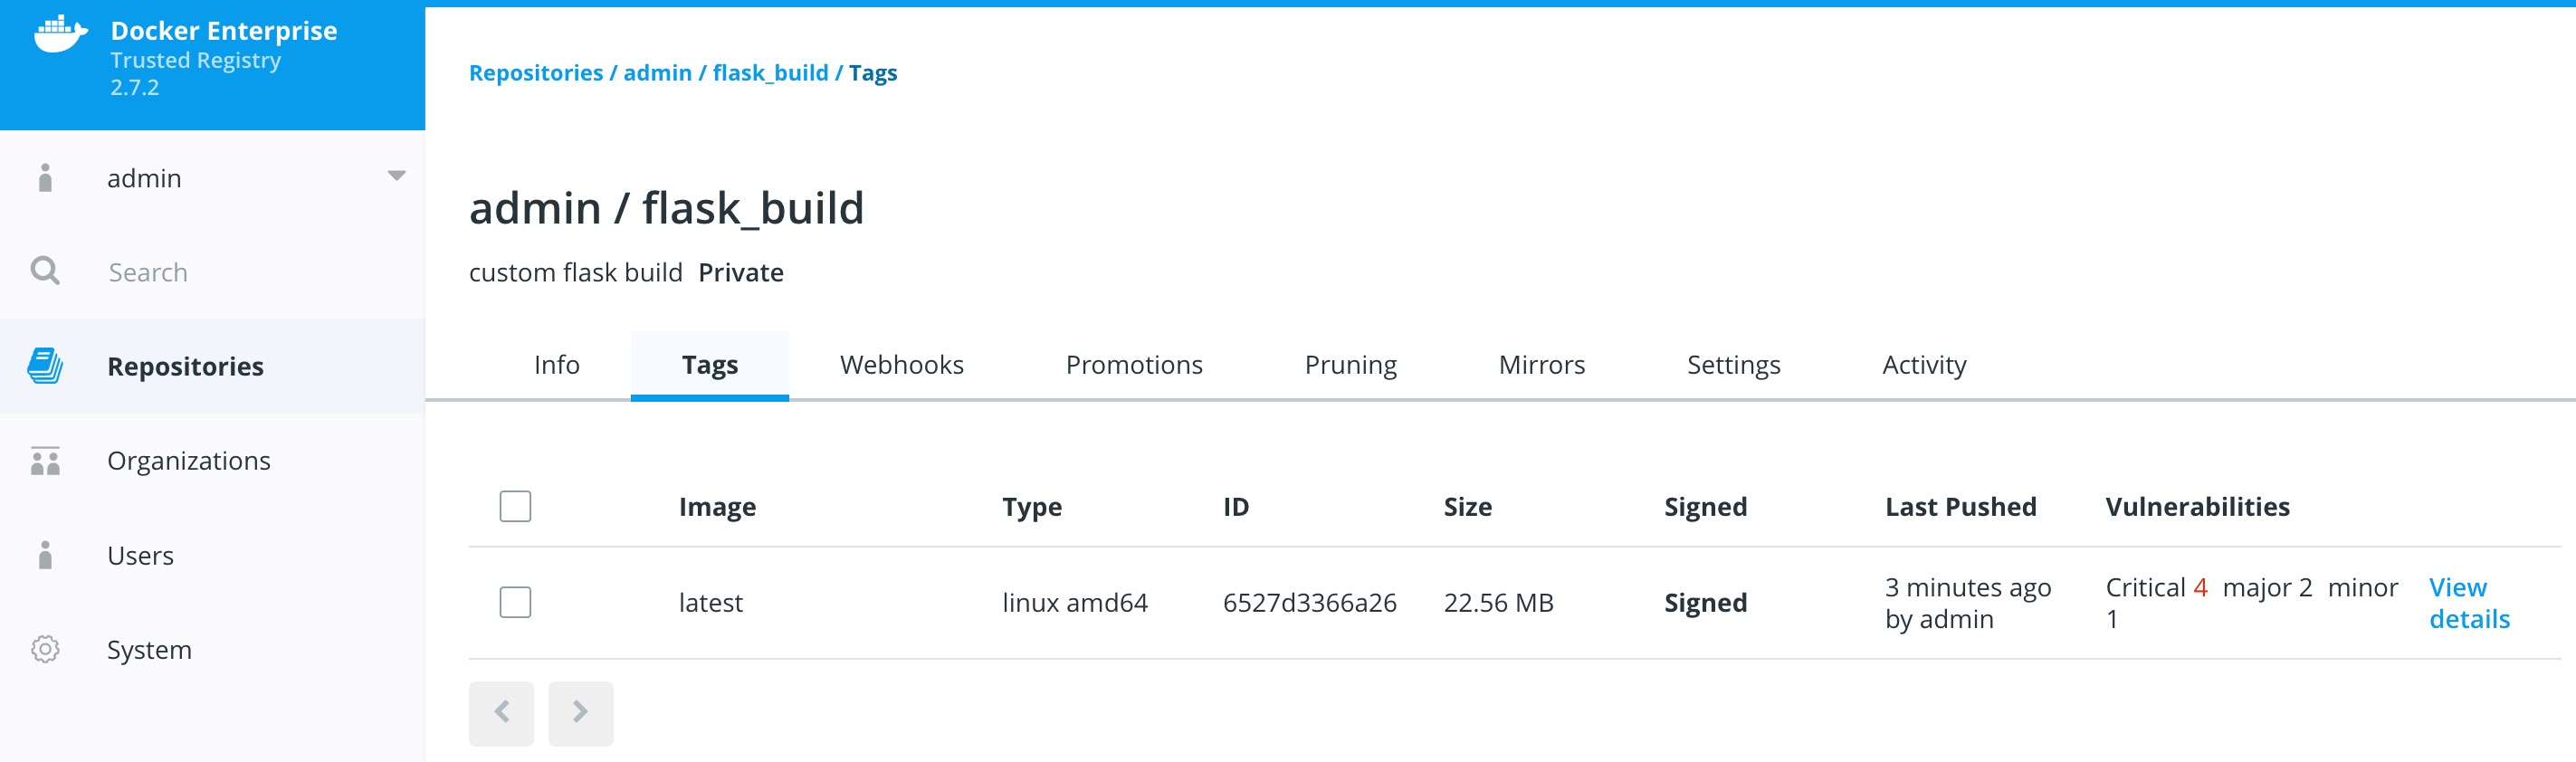 Docker Enterprise
Trusted Registry
2.7.2
admin
Search
Repositories
Organizations
Users
System
Repositories / admin / flask_build / Tags
admin / flask_build
custom flask build Private
Info Tags Webhooks Promotions Pruning Mirrors Settings Activity
Image Type ID Size Signed Last Pushed Vulnerabilities
latest linux amd64 6527d3366a26 22.56 MB Signed 3 minutes ago by admin Critical 4 major 2 minor 1 View details